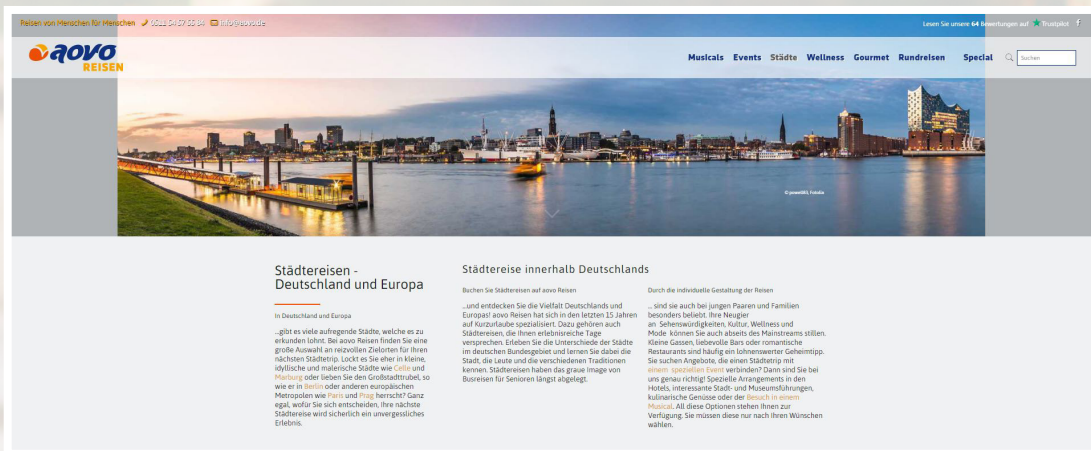 Reisen von Menschen für Menschen 0511 54 57 55 84 info@aovo.de
Lesen Sie unsere 64 Bewertungen auf Trustpilot f
aovo
REISEN
Musicals Events Städte Wellness Gourmet Rundreisen Special Suchen
Städtereisen -
Deutschland und Europa
In Deutschland und Europa
...gibt es viele aufregende Städte, welche es zu
erkunden lohnt. Bei aovo Reisen finden Sie eine
große Auswahl an reizvollen Zielorten für Ihren
nächsten Städtetrip. Lockt es Sie eher in kleine,
idyllische und malerische Städte wie Celle und
Marburg oder lieben Sie den Großstadttrubel, so
wie er in Berlin oder anderen europäischen
Metropolen wie Paris und Prag herrscht? Ganz
egal, wofür Sie sich entscheiden, Ihre nächste
Städtereise wird sicherlich ein unvergessliches
Erlebnis.
Städtereise innerhalb Deutschlands
Buchen Sie Städtereisen auf aovo Reisen
...und entdecken Sie die Vielfalt Deutschlands und
Europas! aovo Reisen hat sich in den letzten 15 Jahren
auf Kurzurlaube spezialisiert. Dazu gehören auch
Städtereisen, die Ihnen erlebnisreiche Tage
versprechen. Erleben Sie die Unterschiede der Städte
im deutschen Bundesgebiet und lernen Sie dabei die
Stadt, die Leute und die verschiedenen Traditionen
kennen. Städtereisen haben das graue Image von
Busreisen für Senioren längst abgelegt.
Durch die individuelle Gestaltung der Reisen
... sind sie auch bei jungen Paaren und Familien
besonders beliebt. Ihre Neugier
an Sehenswürdigkeiten, Kultur, Wellness und
Mode können Sie auch abseits des Mainstreams stillen.
Kleine Gassen, liebevolle Bars oder romantische
Restaurants sind häufig ein lohnenswerter Geheimtipp.
Sie suchen Angebote, die einen Städtetrip mit
einem speziellen Event verbinden? Dann sind Sie bei
uns genau richtig! Spezielle Arrangements in den
Hotels, interessante Stadt- und Museumsführungen,
kulinarische Genüsse oder der Besuch in einem
Musical. All diese Optionen stehen Ihnen zur
Verfügung. Sie müssen diese nur nach Ihren Wünschen
wählen.